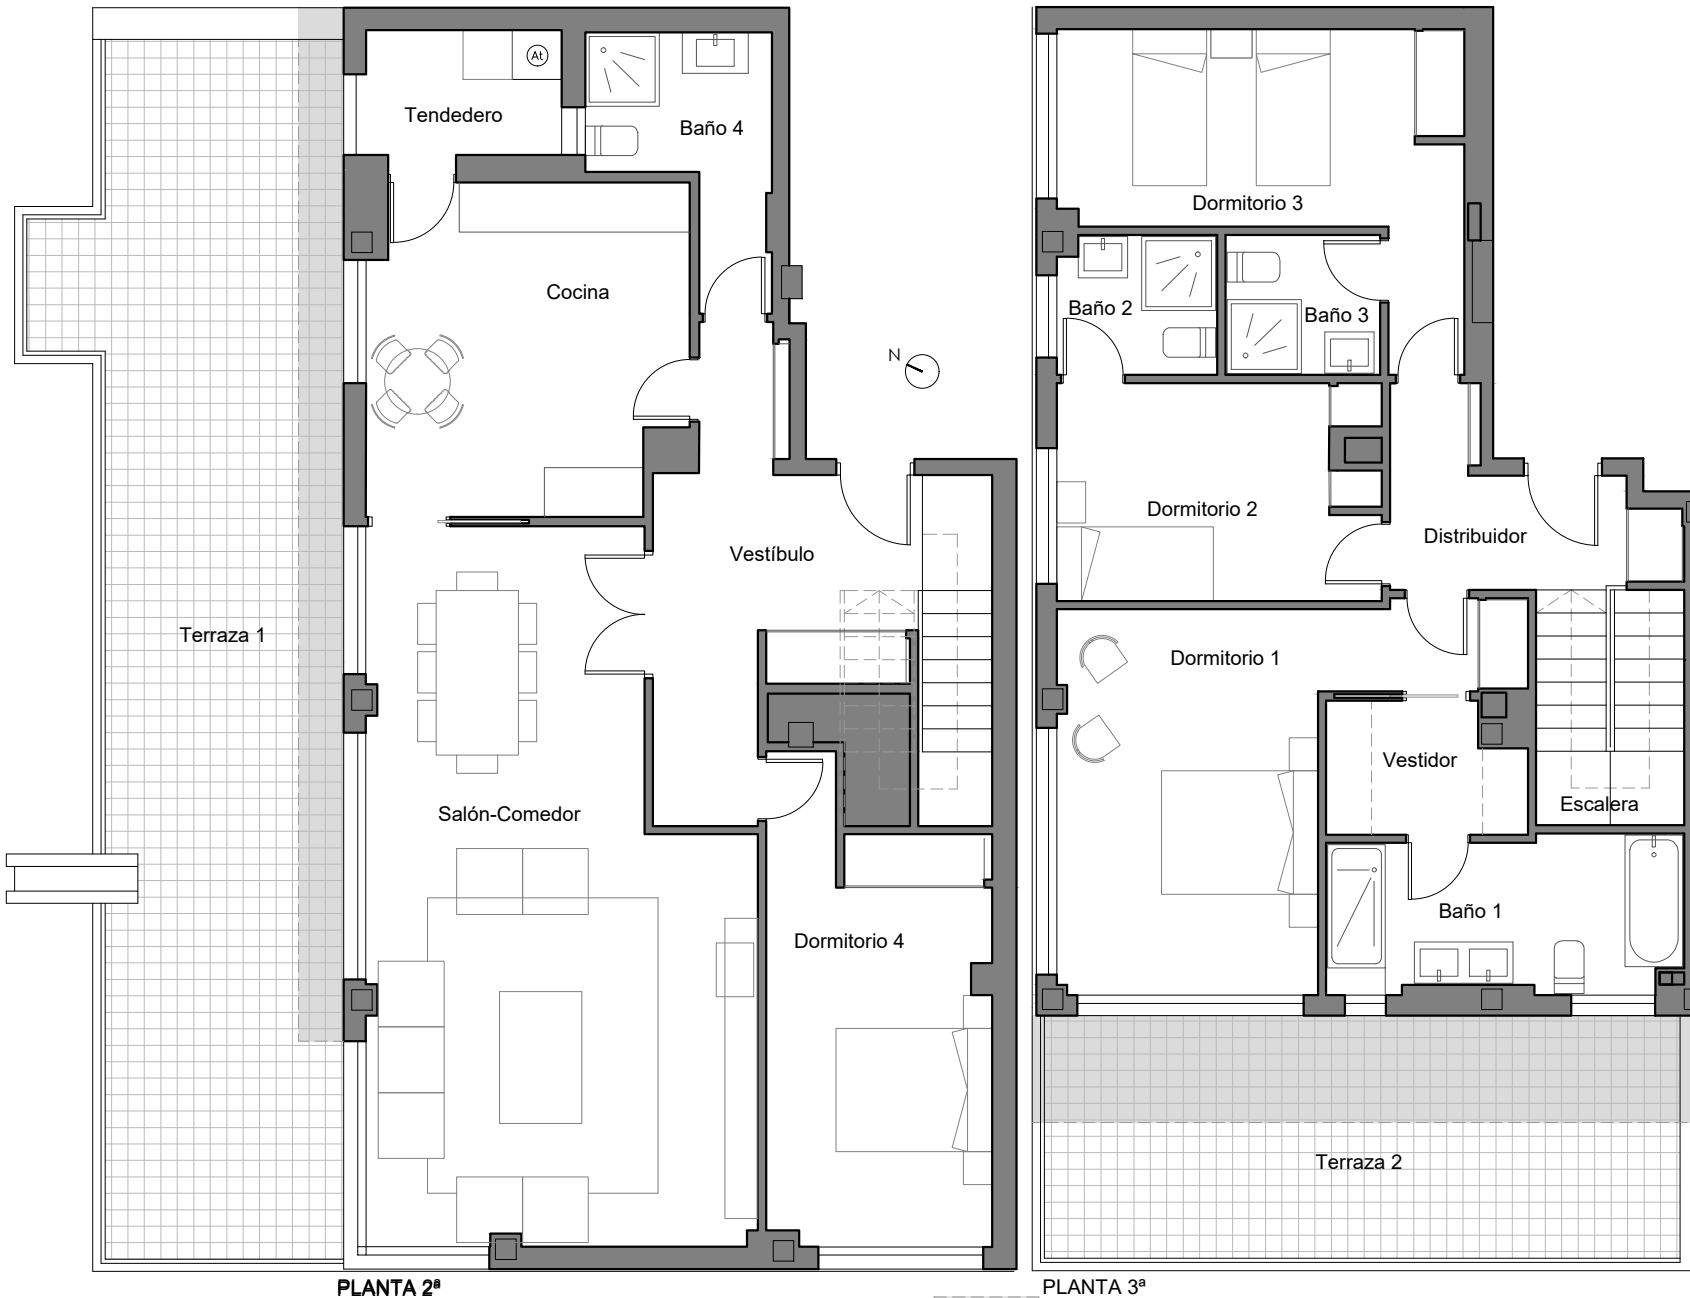 At
Tendedero
Baño 4
Cocina
N
Vestíbulo
Terraza 1
Salón-Comedor
Dormitorio 4
PLANTA 2ª
Dormitorio 3
Baño 2
Baño 3
Dormitorio 2
Distribuidor
Dormitorio 1
Vestidor
Escalera
Baño 1
Terraza 2
PLANTA 3ª